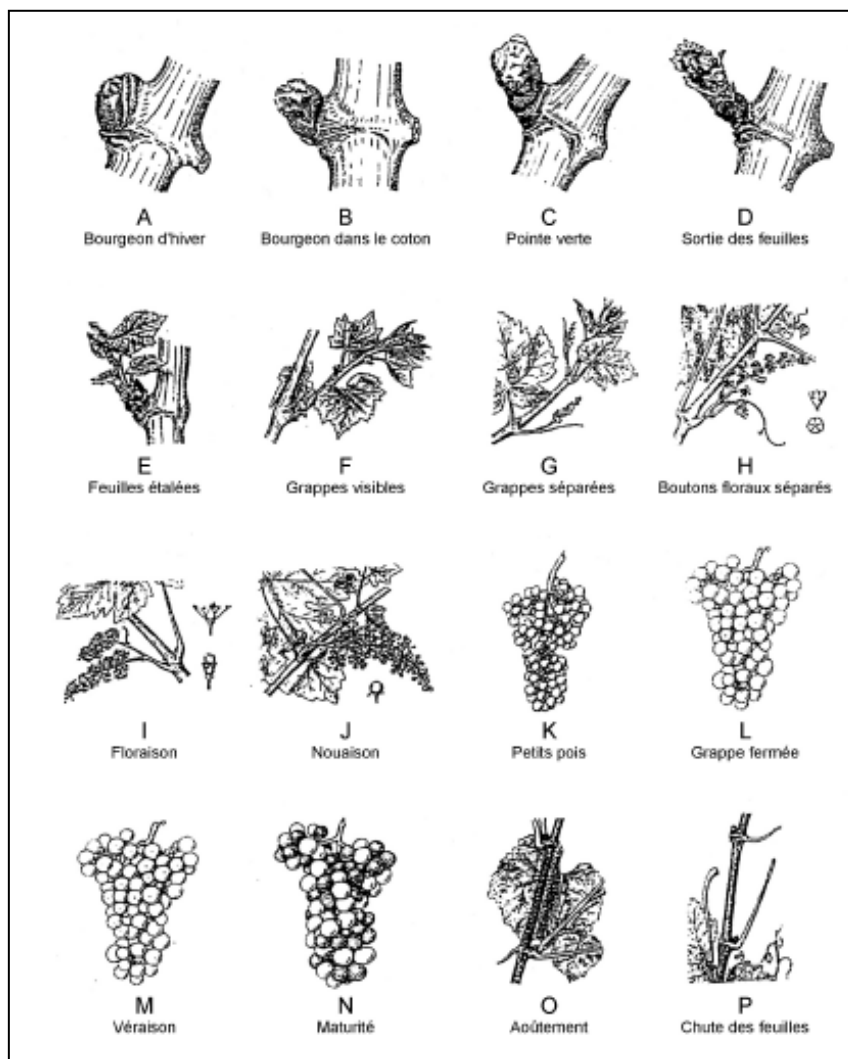 A B C D
Bourgeon d'hiver Bourgeon dans le coton Pointe verte Sortie des feuilles
E F G H
Feuilles étalées Grappes visibles Grappes séparées Boutons floraux séparés
I J K L
Floraison Nouaison Petits pois Grappe fermée
M N O P
Véraison Maturité Aoûtement Chute des feuilles